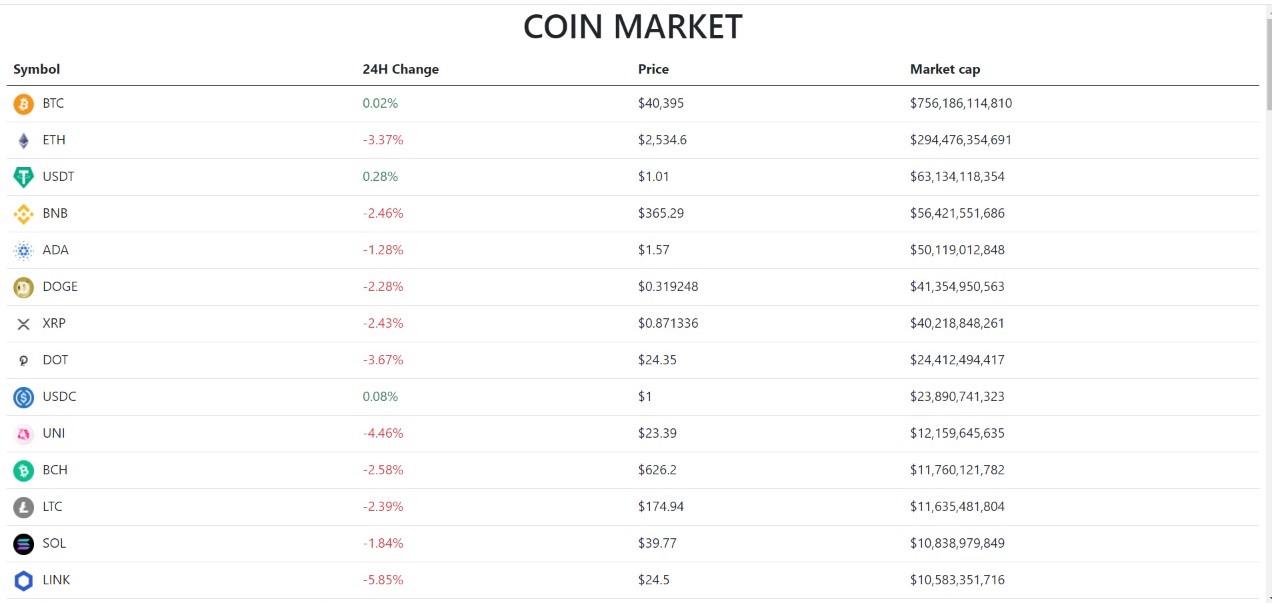 COIN MARKET
Symbol 24H Change Price Market cap
BTC 0.02% $40,395 $756,186,114,810
ETH -3.37% $2,534.6 $294,476,354,691
USDT 0.28% $1.01 $63,134,118,354
BNB -2.46% $365.29 $56,421,551,686
ADA -1.28% $1.57 $50,119,012,848
DOGE -2.28% $0.319248 $41,354,950,563
XRP -2.43% $0.871336 $40,218,848,261
DOT -3.67% $24.35 $24,412,494,417
USDC 0.08% $1 $23,890,741,323
UNI -4.46% $23.39 $12,159,645,635
BCH -2.58% $626.2 $11,760,121,782
LTC -2.39% $174.94 $11,635,481,804
SOL -1.84% $39.77 $10,838,979,849
LINK -5.85% $24.5 $10,583,351,716